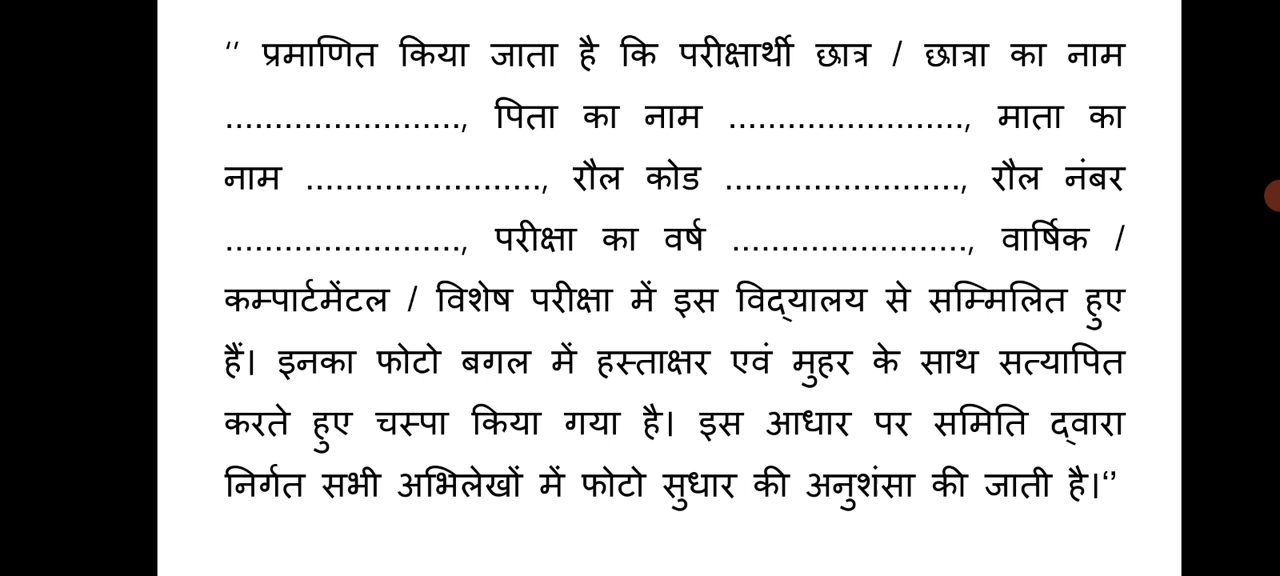 ‘‘ प्रमाणित किया जाता है कि परीक्षार्थी छात्र / छात्रा का नाम
........................, पिता का नाम ........................, माता का
नाम ........................, रौल कोड ........................, रौल नंबर
........................, परीक्षा का वर्ष ........................, वार्षिक /
कम्पार्टमेंटल / विशेष परीक्षा में इस विद्यालय से सम्मिलित हुए
हैं। इनका फोटो बगल में हस्ताक्षर एवं मुहर के साथ सत्यापित
करते हुए चस्पा किया गया है। इस आधार पर समिति द्वारा
निर्गत सभी अभिलेखों में फोटो सुधार की अनुशंसा की जाती है।‘’